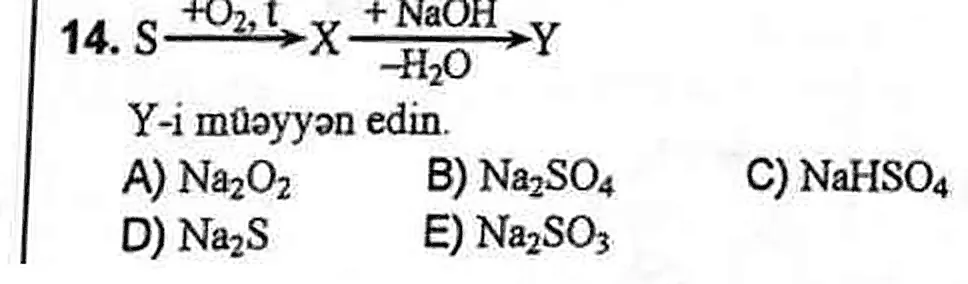 14. S —+O₂, t→ X —+ NaOH / –H₂O→ Y
Y-i müəyyən edin.
A) Na₂O₂ B) Na₂SO₄ C) NaHSO₄
D) Na₂S E) Na₂SO₃